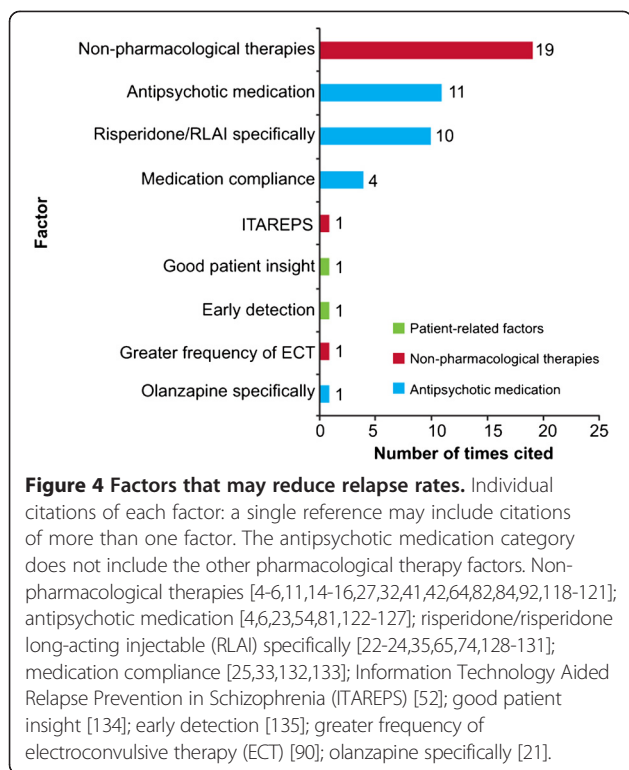 Non-pharmacological therapies 19
Antipsychotic medication 11
Risperidone/RLAI specifically 10
Medication compliance 4
ITAREPS 1
Good patient insight 1
Early detection 1
Greater frequency of ECT 1
Olanzapine specifically 1
Factor
Patient-related factors
Non-pharmacological therapies
Antipsychotic medication
0 5 10 15 20 25
Number of times cited
Figure 4 Factors that may reduce relapse rates. Individual
citations of each factor: a single reference may include citations
of more than one factor. The antipsychotic medication category
does not include the other pharmacological therapy factors. Non-
pharmacological therapies [4-6,11,14-16,27,32,41,42,64,82,84,92,118-121];
antipsychotic medication [4,6,23,54,81,122-127]; risperidone/risperidone
long-acting injectable (RLAI) specifically [22-24,35,65,74,128-131];
medication compliance [25,33,132,133]; Information Technology Aided
Relapse Prevention in Schizophrenia (ITAREPS) [52]; good patient
insight [134]; early detection [135]; greater frequency of
electroconvulsive therapy (ECT) [90]; olanzapine specifically [21].